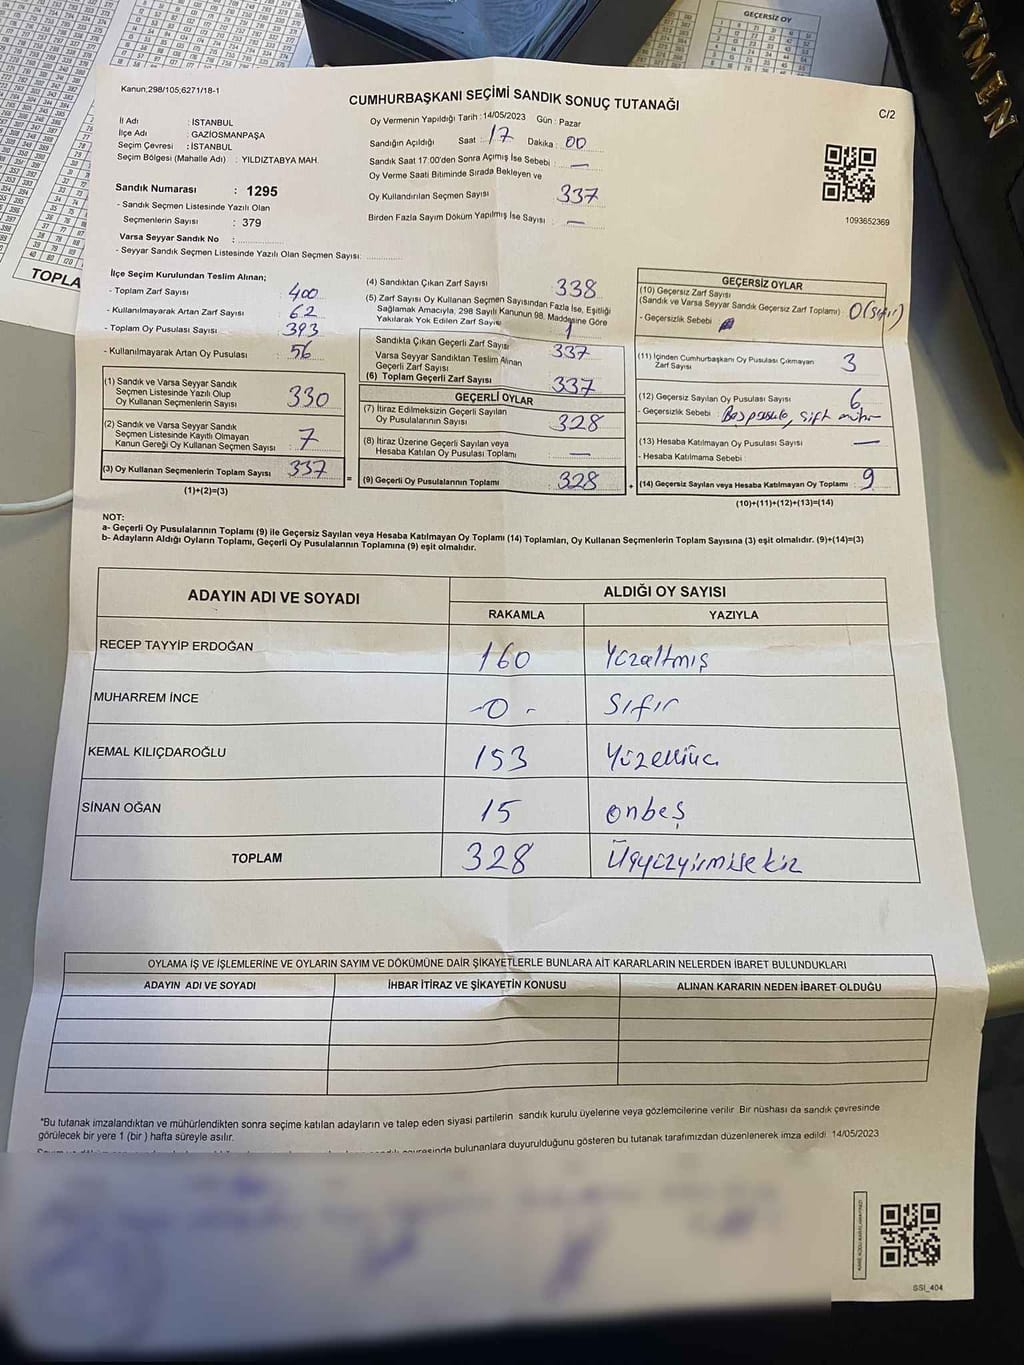 GEÇERSİZ OY
TOPLA
YMEN
Kanun,298/105;6271/18-1
CUMHURBAŞKANI SEÇİMİ SANDIK SONUÇ TUTANAĞI
C/2
İl Adı : İSTANBUL
İlçe Adı : GAZİOSMANPAŞA
Seçim Çevresi : İSTANBUL
Seçim Bölgesi (Mahalle Adı) : YILDIZTABYA MAH.
Sandık Numarası : 1295
- Sandık Seçmen Listesinde Yazılı Olan
Seçmenlerin Sayısı : 379
Varsa Seyyar Sandık No :
- Seyyar Sandık Seçmen Listesinde Yazılı Olan Seçmen Sayısı:
Oy Vermenin Yapıldığı Tarih : 14/05/2023 Gün : Pazar
Sandığın Açıldığı Saat : 17 Dakika : 00
Sandık Saat 17:00'den Sonra Açımış İse Sebebi : —
Oy Verme Saati Bitiminde Sırada Bekleyen ve
Oy Kullandırılan Seçmen Sayısı 337
Birden Fazla Sayım Döküm Yapılmış İse Sayısı : —
1093652369
İlçe Seçim Kurulundan Teslim Alınan;
- Toplam Zarf Sayısı : 400
- Kullanılmayarak Artan Zarf Sayısı : 62
- Toplam Oy Pusulası Sayısı : 393
- Kullanılmayarak Artan Oy Pusulası : 56
(1) Sandık ve Varsa Seyyar Sandık
Seçmen Listesinde Yazılı Olup
Oy Kullanan Seçmenlerin Sayısı : 330
(2) Sandık ve Varsa Seyyar Sandık
Seçmen Listesinde Kayıtlı Olmayan
Kanun Gereği Oy Kullanan Seçmen Sayısı : 7
(3) Oy Kullanan Seçmenlerin Toplam Sayısı : 337
(1)+(2)=(3)
(4) Sandıktan Çıkan Zarf Sayısı : 338
(5) Zarf Sayısı Oy Kullanan Seçmen Sayısından Fazla İse, Eşitliği
Sağlamak Amacıyla, 298 Sayılı Kanunun 98. Maddesine Göre
Yakılarak Yok Edilen Zarf Sayısı : 1
Sandıkta Çıkan Geçerli Zarf Sayısı : 337
Varsa Seyyar Sandıktan Teslim Alınan
Geçerli Zarf Sayısı
(6) Toplam Geçerli Zarf Sayısı : 337
GEÇERLİ OYLAR
(7) İtiraz Edilmeksizin Geçerli Sayılan
Oy Pusulalarının Sayısı : 328
(8) İtiraz Üzerine Geçerli Sayılan veya
Hesaba Katılan Oy Pusulası Toplamı : —
= (9) Geçerli Oy Pusulalarının Toplamı : 328
GEÇERSİZ OYLAR
(10) Geçersiz Zarf Sayısı
(Sandık ve Varsa Seyyar Sandık Geçersiz Zarf Toplamı) : 0 (sıfır)
- Geçersizlik Sebebi :
(11) İçinden Cumhurbaşkanı Oy Pusulası Çıkmayan
Zarf Sayısı : 3
(12) Geçersiz Sayılan Oy Pusulası Sayısı : 6
- Geçersizlik Sebebi : Boş pusula, çift mühür
(13) Hesaba Katılmayan Oy Pusulası Sayısı : —
- Hesaba Katılmama Sebebi :
+ (14) Geçersiz Sayılan veya Hesaba Katılmayan Oy Toplamı : 9
(10)+(11)+(12)+(13)=(14)
NOT:
a- Geçerli Oy Pusulalarının Toplamı (9) ile Geçersiz Sayılan veya Hesaba Katılmayan Oy Toplamı (14) Toplamları, Oy Kullanan Seçmenlerin Toplam Sayısına (3) eşit olmalıdır. (9)+(14)=(3)
b- Adayların Aldığı Oyların Toplamı, Geçerli Oy Pusulalarının Toplamına (9) eşit olmalıdır.
ADAYIN ADI VE SOYADI ALDIĞI OY SAYISI
RAKAMLA YAZIYLA
RECEP TAYYİP ERDOĞAN 160 Yüzaltmış
MUHARREM İNCE -0- Sıfır
KEMAL KILIÇDAROĞLU 153 Yüzelliüç
SİNAN OĞAN 15 onbeş
TOPLAM 328 Üçyüzyirmisekiz
OYLAMA İŞ VE İŞLEMLERİNE VE OYLARIN SAYIM VE DÖKÜMÜNE DAİR ŞİKAYETLERLE BUNLARA AİT KARARLARIN NELERDEN İBARET BULUNDUKLARI
ADAYIN ADI VE SOYADI İHBAR İTİRAZ VE ŞİKAYETİN KONUSU ALINAN KARARIN NEDEN İBARET OLDUĞU
*Bu tutanak imzalandıktan ve mühürlendikten sonra seçime katılan adayların ve talep eden siyasi partilerin sandık kurulu üyelerine veya gözlemcilerine verilir. Bir nüshası da sandık çevresinde
görülecek bir yere 1 (bir ) hafta süreyle asılır.
bulunanlara duyurulduğunu gösteren bu tutanak tarafımızdan düzenlenerek imza edildi. 14/05/2023
SSI_404